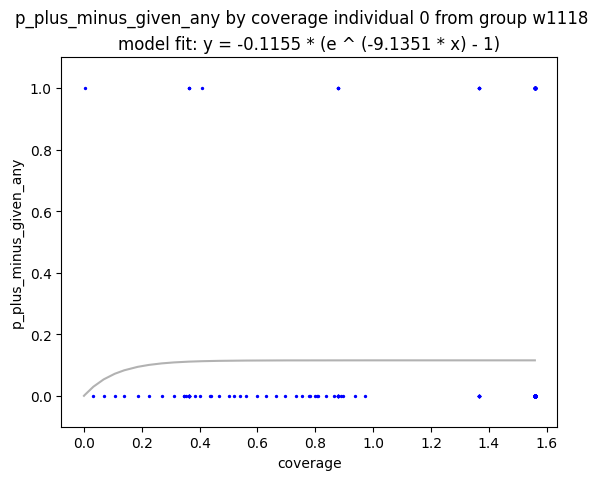 p_plus_minus_given_any by coverage individual 0 from group w1118
model fit: y = -0.1155 * (e ^ (-9.1351 * x) - 1)
p_plus_minus_given_any
1.0
0.8
0.6
0.4
0.2
0.0
0.0 0.2 0.4 0.6 0.8 1.0 1.2 1.4 1.6
coverage